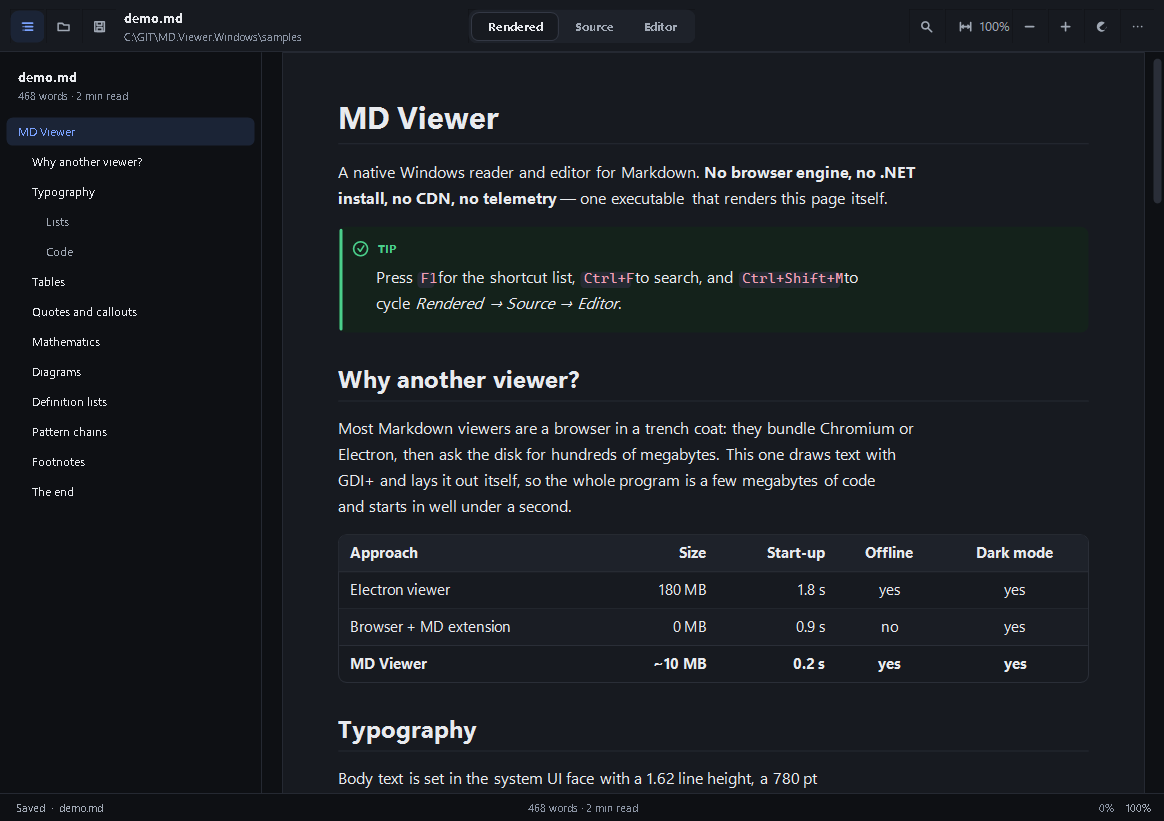 demo.md
C:\GIT\MD.Viewer.Windows\samples
Rendered Source Editor
100%
demo.md
468 words · 2 min read
MD Viewer
Why another viewer?
Typography
Lists
Code
Tables
Quotes and callouts
Mathematics
Diagrams
Definition lists
Pattern chains
Footnotes
The end
MD Viewer
A native Windows reader and editor for Markdown. No browser engine, no .NET
install, no CDN, no telemetry — one executable that renders this page itself.
TIP
Press F1for the shortcut list, Ctrl+Fto search, and Ctrl+Shift+Mto
cycle Rendered → Source → Editor.
Why another viewer?
Most Markdown viewers are a browser in a trench coat: they bundle Chromium or
Electron, then ask the disk for hundreds of megabytes. This one draws text with
GDI+ and lays it out itself, so the whole program is a few megabytes of code
and starts in well under a second.
Approach Size Start-up Offline Dark mode
Electron viewer 180 MB 1.8 s yes yes
Browser + MD extension 0 MB 0.9 s no yes
MD Viewer ~10 MB 0.2 s yes yes
Typography
Body text is set in the system UI face with a 1.62 line height, a 780 pt
Saved · demo.md
468 words · 2 min read
0% 100%